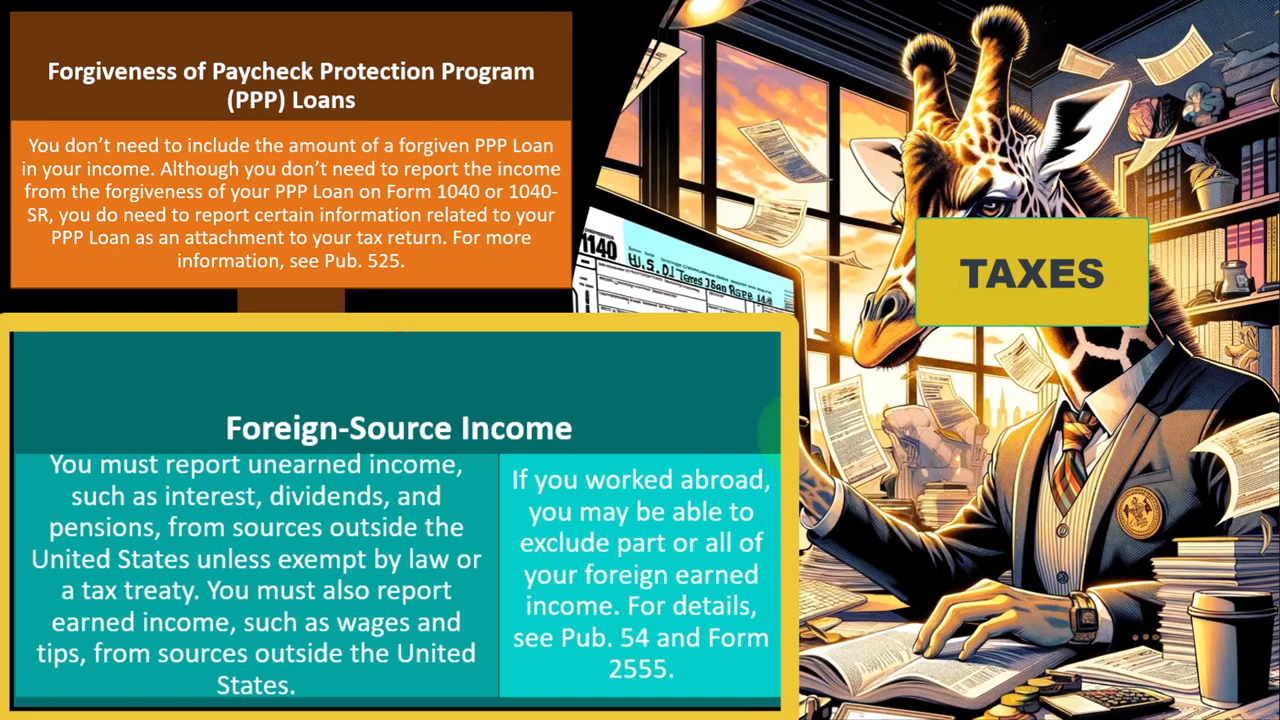 Forgiveness of Paycheck Protection Program
(PPP) Loans
You don’t need to include the amount of a forgiven PPP Loan
in your income. Although you don’t need to report the income
from the forgiveness of your PPP Loan on Form 1040 or 1040-
SR, you do need to report certain information related to your
PPP Loan as an attachment to your tax return. For more
information, see Pub. 525.
Foreign-Source Income
You must report unearned income,
such as interest, dividends, and
pensions, from sources outside the
United States unless exempt by law or
a tax treaty. You must also report
earned income, such as wages and
tips, from sources outside the United
States.
If you worked abroad,
you may be able to
exclude part or all of
your foreign earned
income. For details,
see Pub. 54 and Form
2555.
1140
TAXES